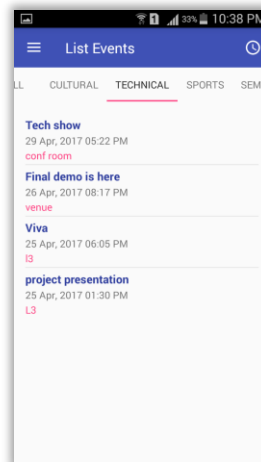 33% 10:38 PM
List Events
LL CULTURAL TECHNICAL SPORTS SEM
Tech show
29 Apr, 2017 05:22 PM
conf room
Final demo is here
26 Apr, 2017 08:17 PM
venue
Viva
25 Apr, 2017 06:05 PM
l3
project presentation
25 Apr, 2017 01:30 PM
L3